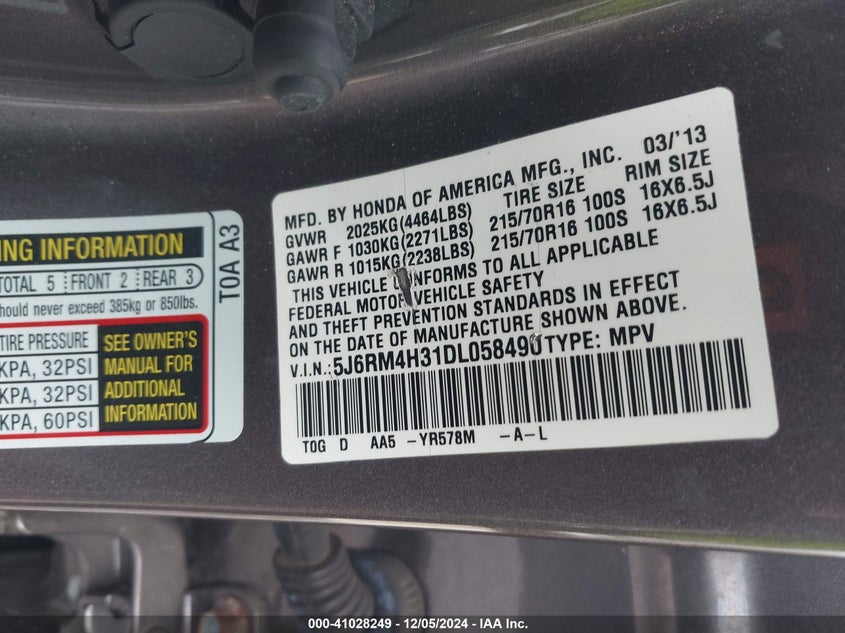 ING INFORMATION
TOTAL 5 FRONT 2 REAR 3
should never exceed 385kg or 850lbs.
TIRE PRESSURE
KPA, 32PSI
KPA, 32PSI
KPA, 60PSI
SEE OWNER'S
MANUAL FOR
ADDITIONAL
INFORMATION
T0A A3
MFD. BY HONDA OF AMERICA MFG., INC. 03/'13
GVWR 2025KG(4464LBS) TIRE SIZE RIM SIZE
GAWR F 1030KG(2271LBS) 215/70R16 100S 16X6.5J
GAWR R 1015KG(2238LBS) 215/70R16 100S 16X6.5J
THIS VEHICLE CONFORMS TO ALL APPLICABLE
FEDERAL MOTOR VEHICLE SAFETY
AND THEFT PREVENTION STANDARDS IN EFFECT
ON THE DATE OF MANUFACTURE SHOWN ABOVE.
V.I.N.:5J6RM4H31DL058490 TYPE: MPV
T0G D AA5 -YR578M -A-L
000-41028249 - 12/05/2024 - IAA Inc.